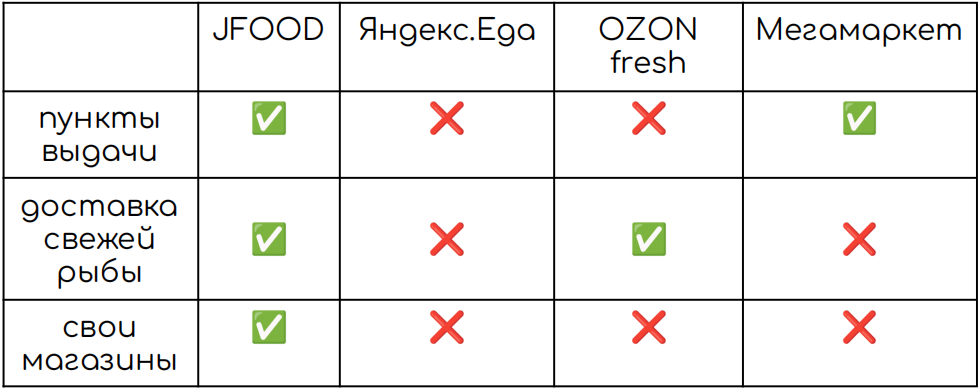 JFOOD Яндекс.Еда OZON Мегамаркет
fresh
пункты ✅ ❌ ❌ ✅
выдачи
доставка
свежей ✅ ❌ ✅ ❌
рыбы
свои ✅ ❌ ❌ ❌
магазины